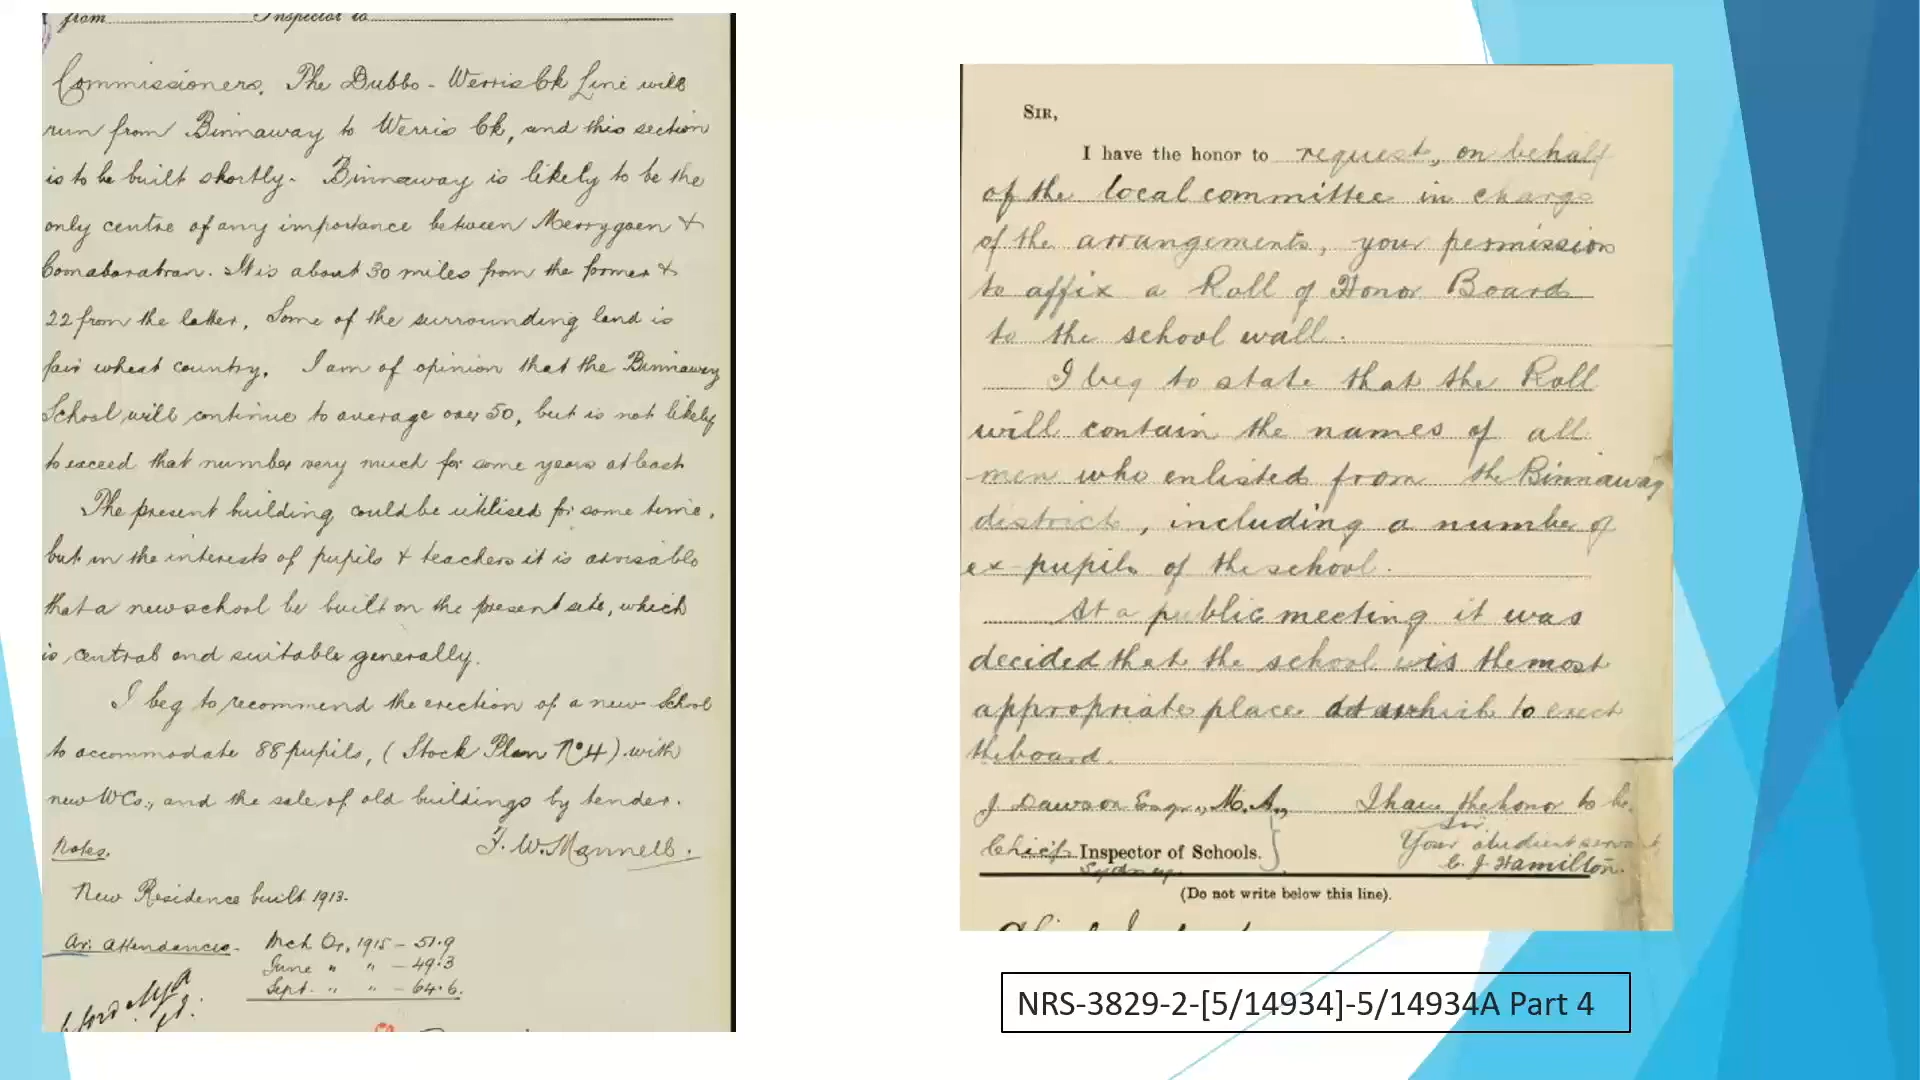 from Inspector to
Commissioners. The Dubbo - Werris Ck Line will
run from Binnaway to Werris Ck, and this section
is to be built shortly. Binnaway is likely to be the
only centre of any importance between Merrygoen &
Connabarabran. It is about 30 miles from the former &
22 from the latter. Some of the surrounding land is
fair wheat country. I am of opinion that the Binnaway
School will continue to average over 50, but is not likely
to exceed that number very much for some years at least
The present building could be utilised for some time,
but in the interests of pupils & teachers it is advisable
that a new school be built on the present site, which
is central and suitable generally.
I beg to recommend the erection of a new School
to accommodate 88 pupils, (Stock Plan No 4) with
new WCs., and the sale of old buildings by tender.
Notes.
New Residence built 1913.
Av: Attendances - Mch Qr, 1915 - 51.9
June " " - 49.3
Sept. " " - 64.6.
SIR,
I have the honor to request, on behalf
of the local committee in charge
of the arrangements, your permission
to affix a Roll of Honor Board
to the school wall.
I beg to state that the Roll
will contain the names of all
men who enlisted from the Binnaway
district, including a number of
ex-pupils of the school.
At a public meeting it was
decided that the school is the most
appropriate place at which to erect
the board.
J Dawson Esqr., M.A., I have the honor to be
Sir
Your obedient servant
Chief Inspector of Schools. C. J. Hamilton.
Sydney.
(Do not write below this line).
NRS-3829-2-[5/14934]-5/14934A Part 4